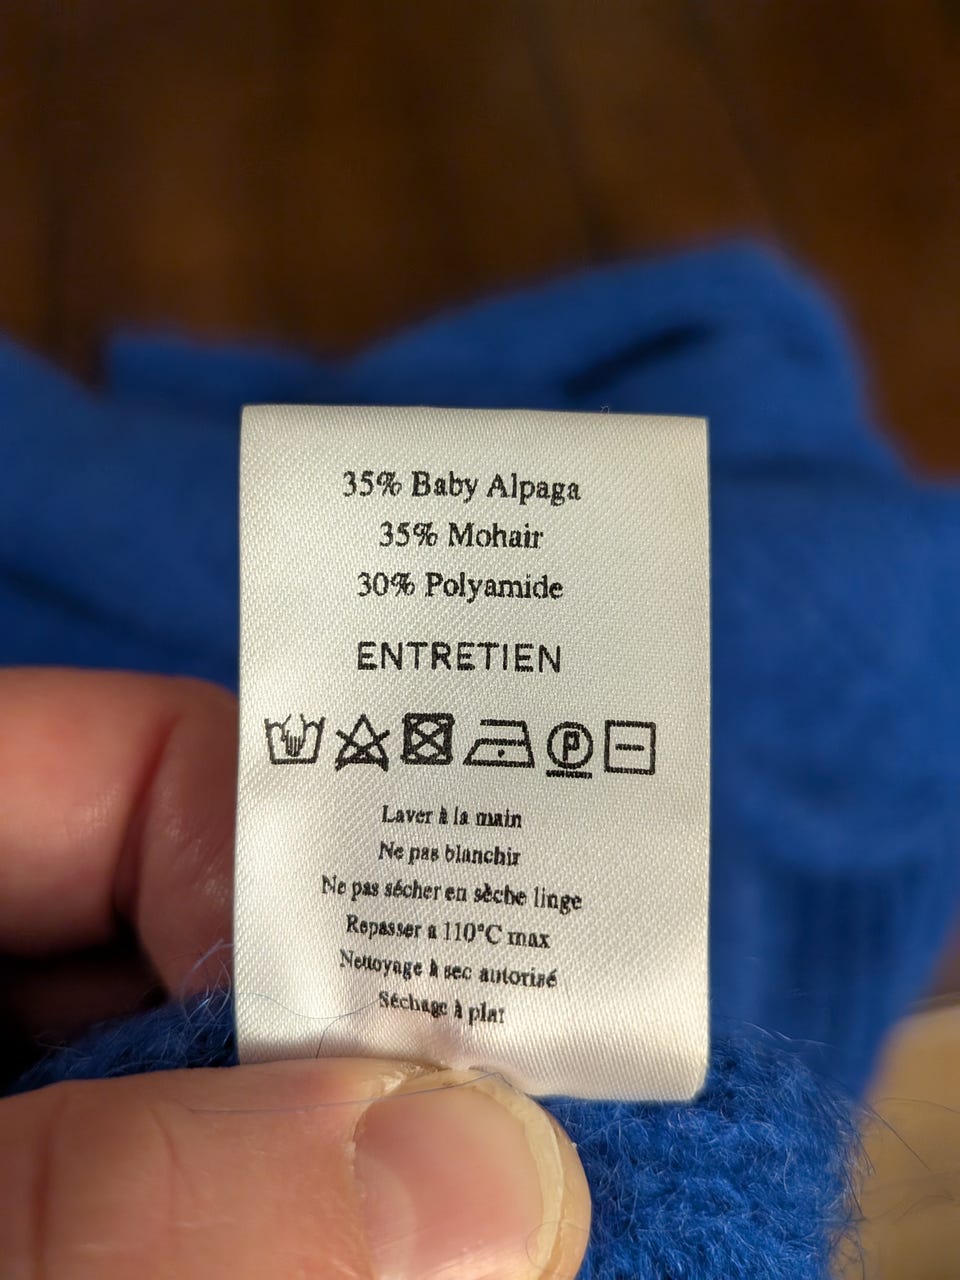 35% Baby Alpaga
35% Mohair
30% Polyamide
ENTRETIEN
P
Laver à la main
Ne pas blanchir
Ne pas sécher en sèche linge
Repasser a 110°C max
Nettoyage à sec autorisé
Séchage à plat